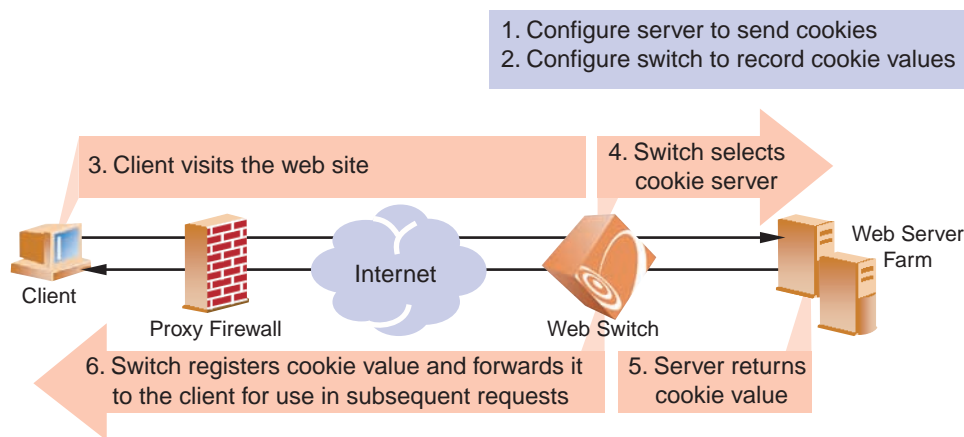 1. Configure server to send cookies
2. Configure switch to record cookie values
3. Client visits the web site
4. Switch selects
cookie server
Client
Proxy Firewall
Internet
Web Switch
Web Server
Farm
6. Switch registers cookie value and forwards it
to the client for use in subsequent requests
5. Server returns
cookie value